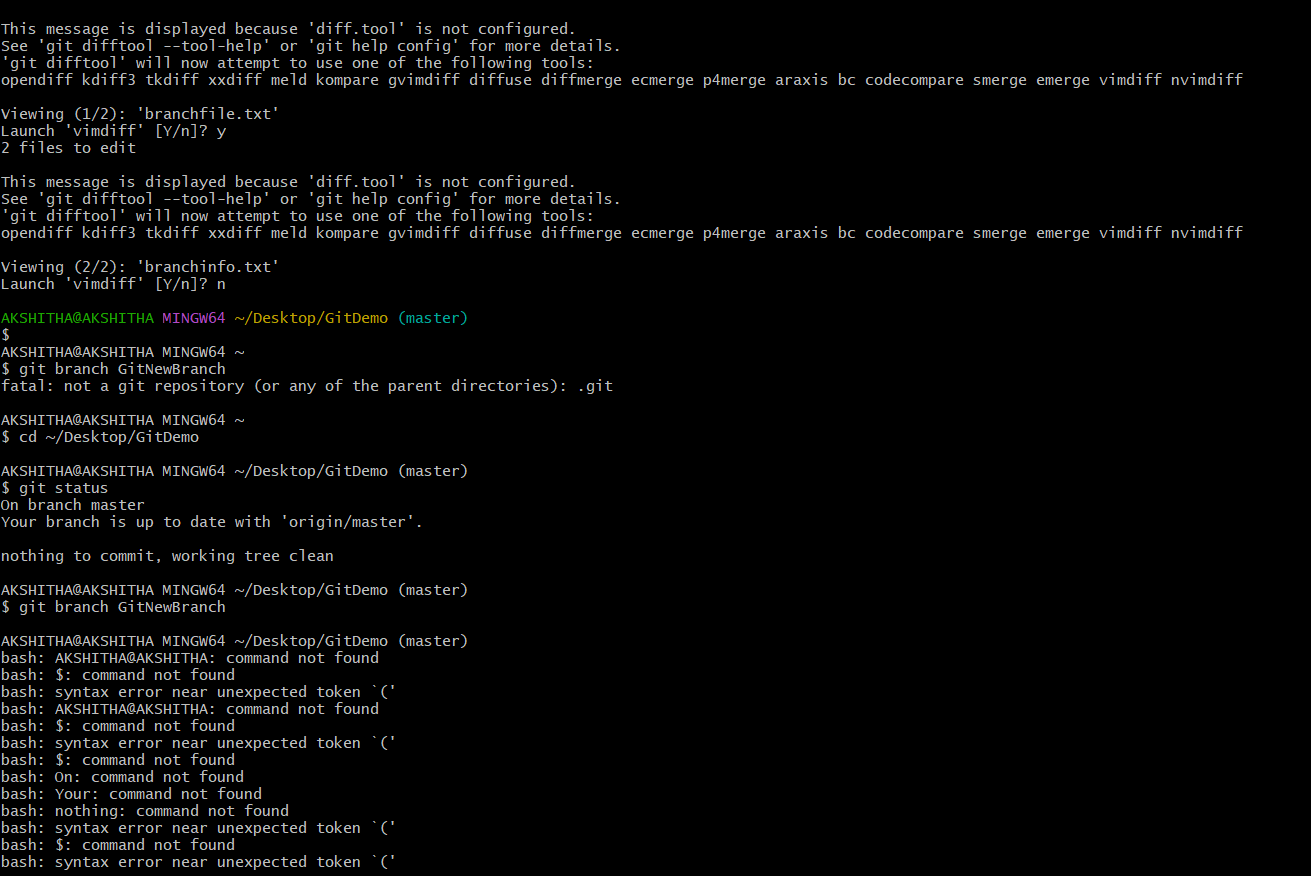 This message is displayed because 'diff.tool' is not configured.
See 'git difftool --tool-help' or 'git help config' for more details.
'git difftool' will now attempt to use one of the following tools:
opendiff kdiff3 tkdiff xxdiff meld kompare gvimdiff diffuse diffmerge ecmerge p4merge araxis bc codecompare smerge emerge vimdiff nvimdiff
Viewing (1/2): 'branchfile.txt'
Launch 'vimdiff' [Y/n]? y
2 files to edit
This message is displayed because 'diff.tool' is not configured.
See 'git difftool --tool-help' or 'git help config' for more details.
'git difftool' will now attempt to use one of the following tools:
opendiff kdiff3 tkdiff xxdiff meld kompare gvimdiff diffuse diffmerge ecmerge p4merge araxis bc codecompare smerge emerge vimdiff nvimdiff
Viewing (2/2): 'branchinfo.txt'
Launch 'vimdiff' [Y/n]? n
AKSHITHA@AKSHITHA MINGW64 ~/Desktop/GitDemo (master)
$
AKSHITHA@AKSHITHA MINGW64 ~
$ git branch GitNewBranch
fatal: not a git repository (or any of the parent directories): .git
AKSHITHA@AKSHITHA MINGW64 ~
$ cd ~/Desktop/GitDemo
AKSHITHA@AKSHITHA MINGW64 ~/Desktop/GitDemo (master)
$ git status
On branch master
Your branch is up to date with 'origin/master'.
nothing to commit, working tree clean
AKSHITHA@AKSHITHA MINGW64 ~/Desktop/GitDemo (master)
$ git branch GitNewBranch
AKSHITHA@AKSHITHA MINGW64 ~/Desktop/GitDemo (master)
bash: AKSHITHA@AKSHITHA: command not found
bash: $: command not found
bash: syntax error near unexpected token `('
bash: AKSHITHA@AKSHITHA: command not found
bash: $: command not found
bash: syntax error near unexpected token `('
bash: $: command not found
bash: On: command not found
bash: Your: command not found
bash: nothing: command not found
bash: syntax error near unexpected token `('
bash: $: command not found
bash: syntax error near unexpected token `('